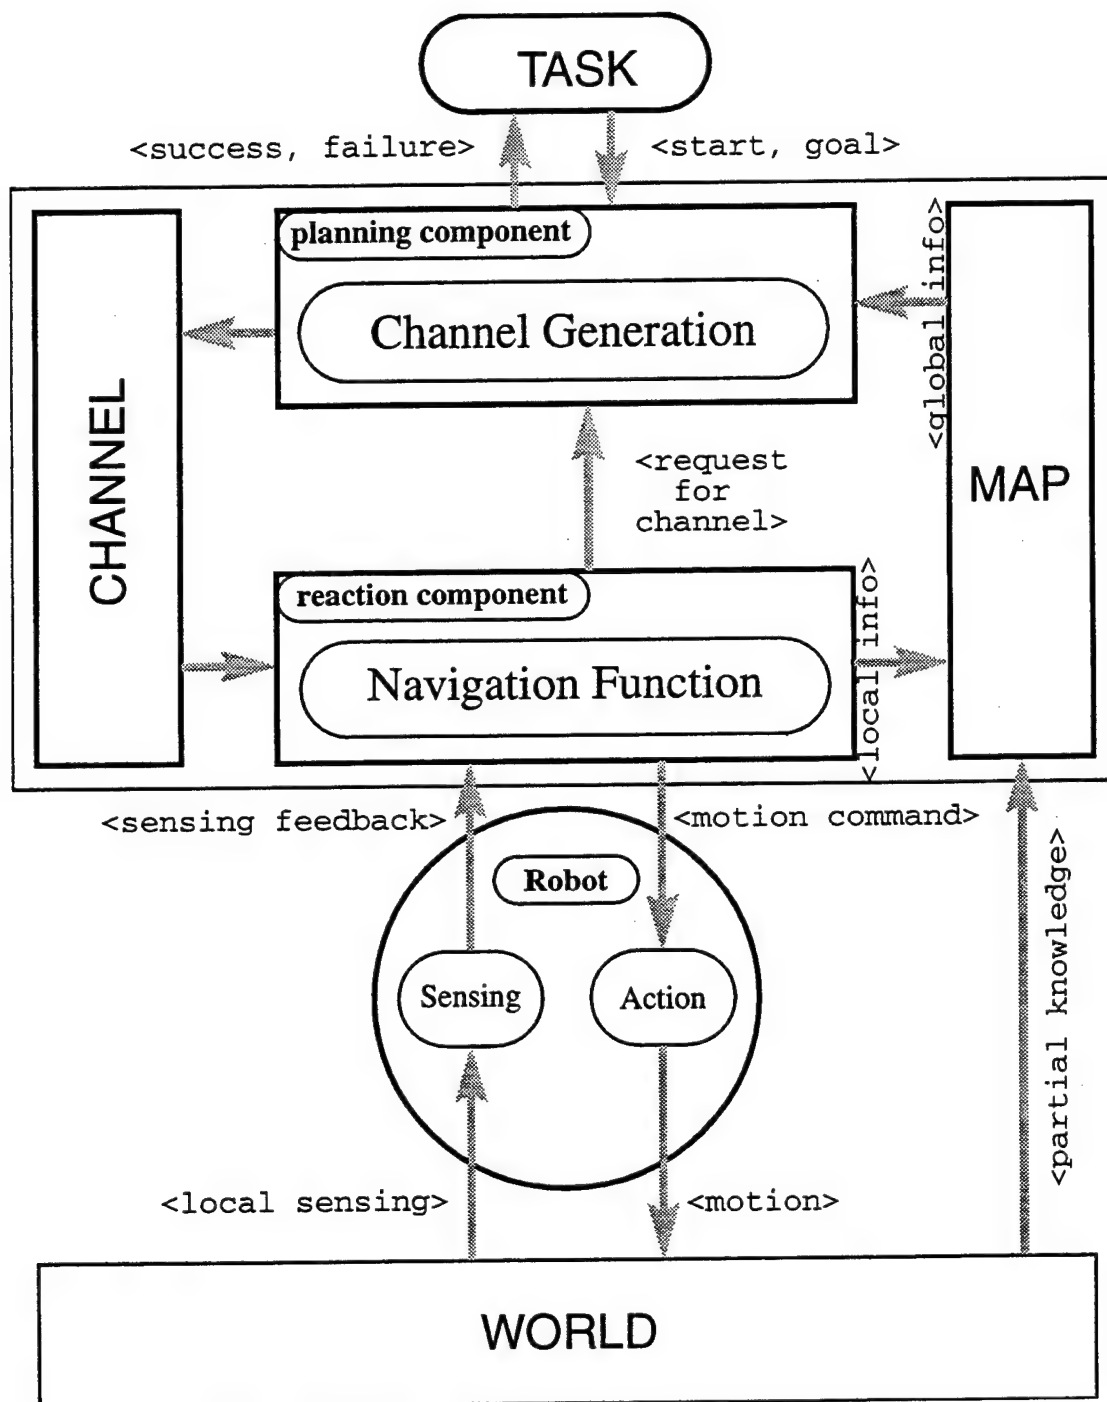 TASK
<success, failure>
<start, goal>
planning component
Channel Generation
<global info>
CHANNEL
MAP
<request
for
channel>
reaction component
Navigation Function
<local info>
<sensing feedback>
<motion command>
Robot
Sensing
Action
<partial knowledge>
<local sensing>
<motion>
WORLD